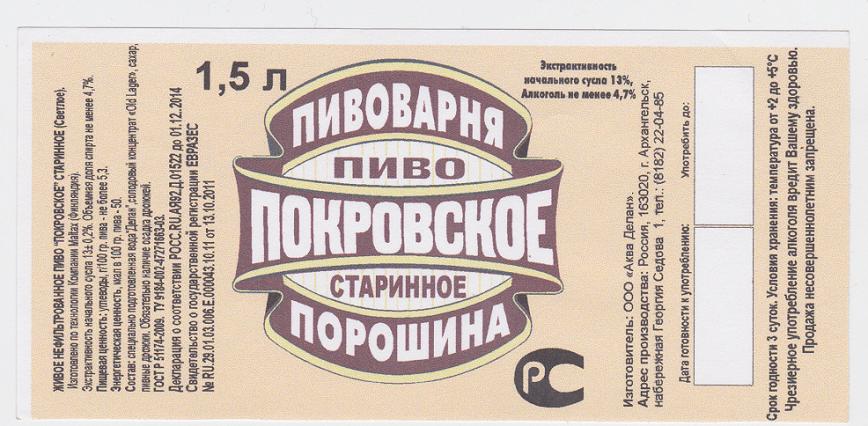 ЖИВОЕ НЕФИЛЬТРОВАННОЕ ПИВО "ПОКРОВСКОЕ" СТАРИННОЕ (Светлое).
Изготовлено по технологии Компании Maltax (Финляндия).
Экстрактивность начального сусла 13± 0,2%. Объемная доля спирта не менее 4,7%.
Пищевая ценность: углеводы, г/100 гр. пива - не более 5,3.
Энергетическая ценность, ккал в 100 гр. пива - 50.
Состав: специально подготовленная вода"Делан",солодовый концентрат «Old Lager», сахар,
пивные дрожжи. Обязательно наличие осадка дрожжей.
ГОСТ Р 51174-2009. ТУ 9184-002-47271663-03.
Декларация о соответствии РОСС.RU.АЯ92.Д.01522 до 01.12. 2014
Свидетельство о государственной регистрации ЕВРАЗЕС
№ RU.29.01.03.006.Е.000043.10.11 от 13.10.2011
1,5 л
ПИВОВАРНЯ
ПИВО
ПОКРОВСКОЕ
СТАРИННОЕ
ПОРОШИНА
Экстрактивность
начального сусла 13%,
Алкоголь не менее 4,7%
РС
Изготовитель: ООО «Аква Делан».
Адрес производства: Россия, 163020, г. Архангельск,
набережная Георгия Седова 1, тел.: (8182) 22-04-85
Дата готовности к употреблению:
Употребить до:
Срок годности 3 суток. Условия хранения: температура от +2 до +5°С
Чрезмерное употребление алкоголя вредит Вашему здоровью.
Продажа несовершеннолетним запрещена.